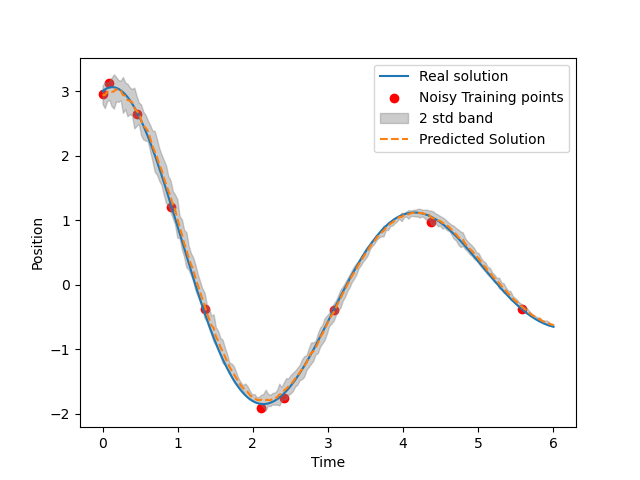 Real solution
Noisy Training points
2 std band
Predicted Solution
3
2
1
0
−1
−2
Position
0 1 2 3 4 5 6
Time